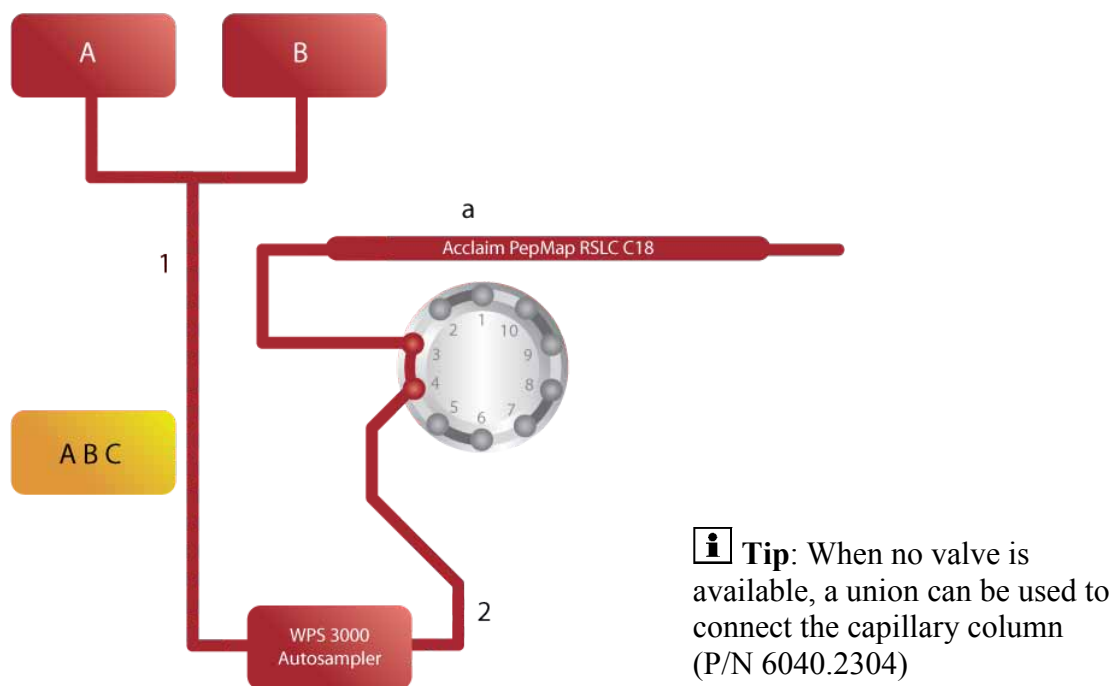 A
B
a
Acclaim PepMap RSLC C18
1
1
2
10
3
9
4
8
5
7
6
A B C
2
WPS 3000
Autosampler
i Tip: When no valve is
available, a union can be used to
connect the capillary column
(P/N 6040.2304)